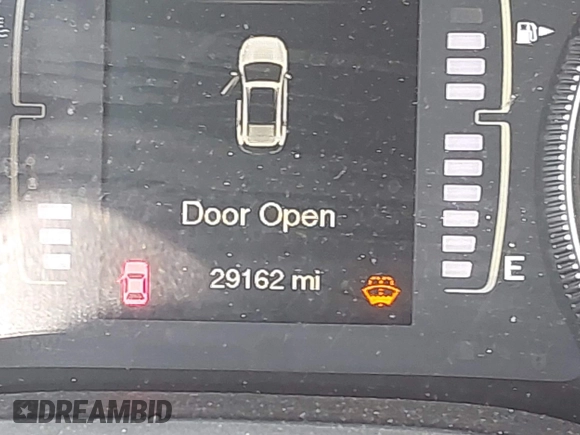 Door Open
29162 mi
E
DREAMBID